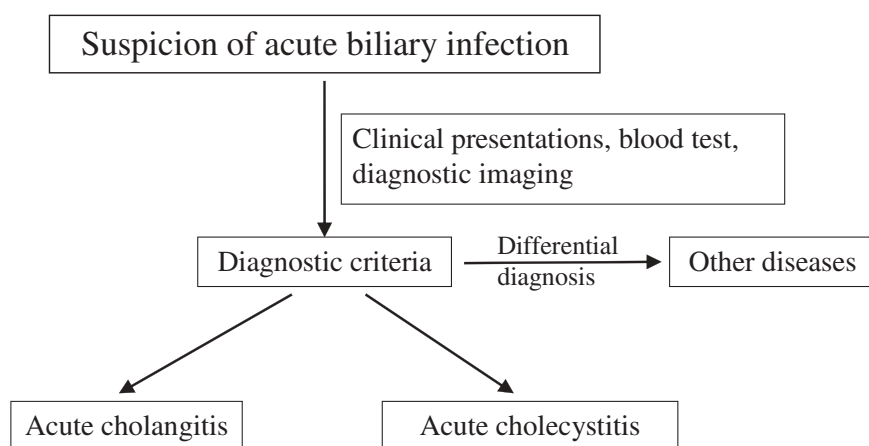 Suspicion of acute biliary infection
Clinical presentations, blood test,
diagnostic imaging
Diagnostic criteria
Differential
diagnosis
Other diseases
Acute cholangitis
Acute cholecystitis